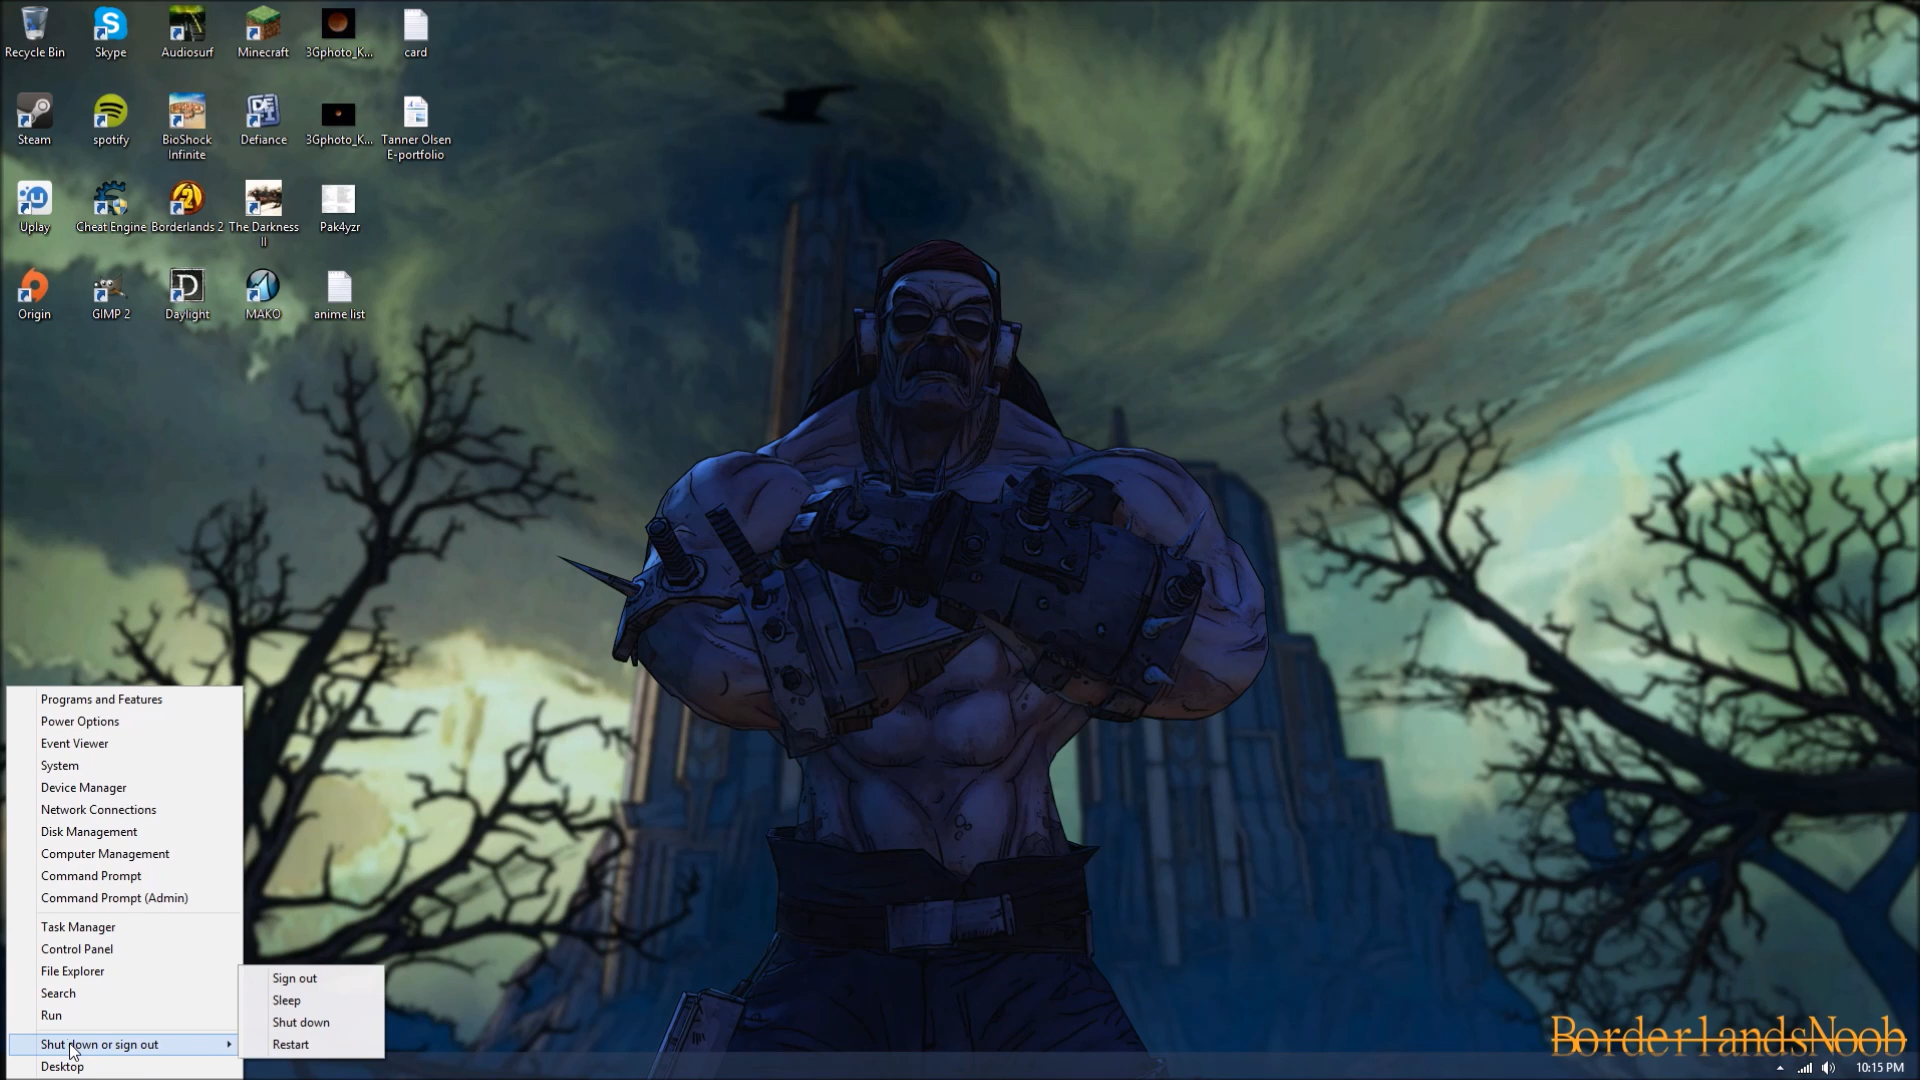 Recycle Bin
Skype
Audiosurf
Minecraft
3Gphoto_K...
card
Steam
spotify
BioShock
Infinite
Defiance
3Gphoto_K...
Tanner Olsen
E-portfolio
Uplay
Cheat Engine
Borderlands 2
The Darkness
II
Pak4yzr
Origin
GIMP 2
Daylight
MAKO
anime list
Programs and Features
Power Options
Event Viewer
System
Device Manager
Network Connections
Disk Management
Computer Management
Command Prompt
Command Prompt (Admin)
Task Manager
Control Panel
File Explorer
Search
Run
Shut down or sign out
Desktop
Sign out
Sleep
Shut down
Restart
BorderlandsNoob
10:15 PM